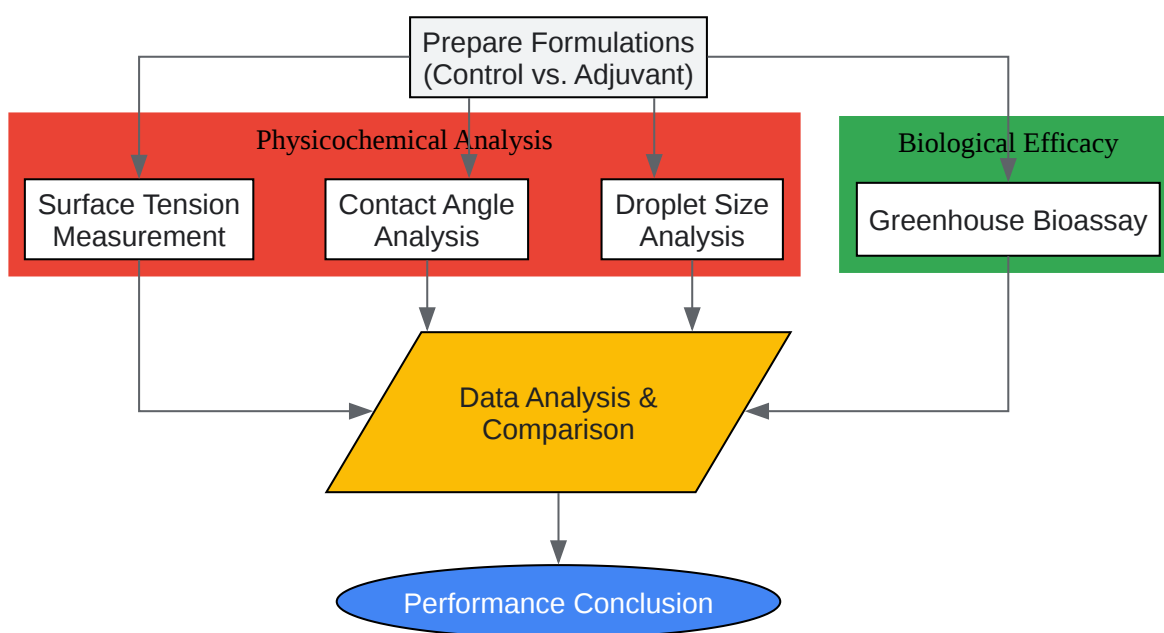 Prepare Formulations
(Control vs. Adjuvant)
Physicochemical Analysis
Biological Efficacy
Surface Tension
Measurement
Contact Angle
Analysis
Droplet Size
Analysis
Greenhouse Bioassay
Data Analysis &
Comparison
Performance Conclusion